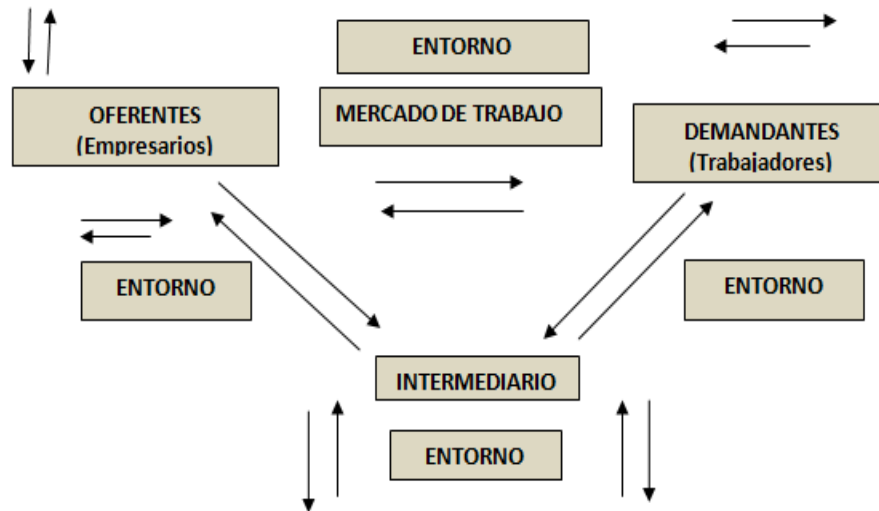 ENTORNO
OFERENTES
(Empresarios)
MERCADO DE TRABAJO
DEMANDANTES
(Trabajadores)
ENTORNO
ENTORNO
INTERMEDIARIO
ENTORNO